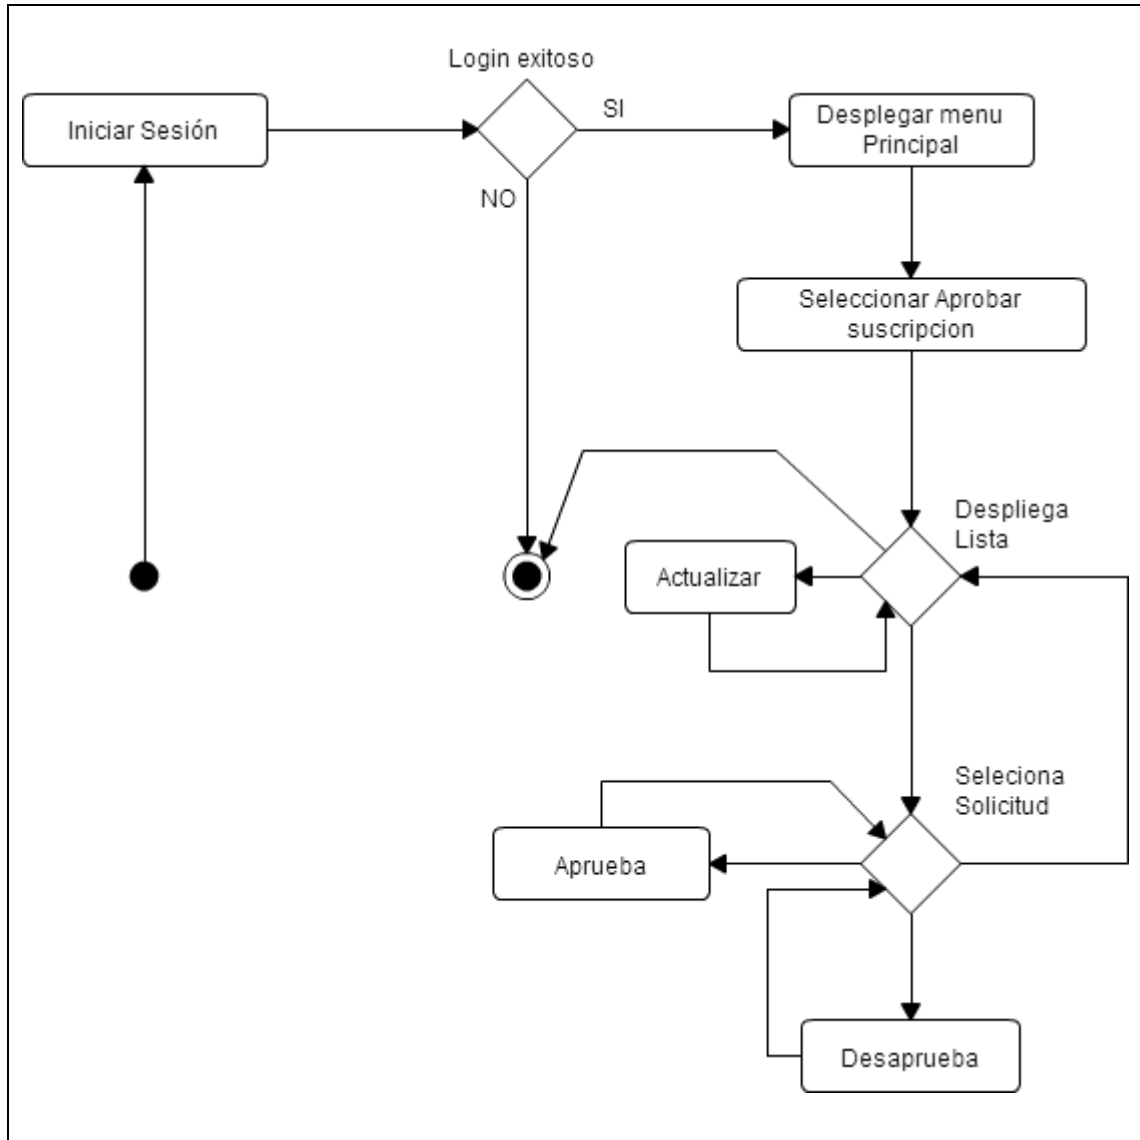 Login exitoso
Iniciar Sesión
SI
Desplegar menu
Principal
NO
Seleccionar Aprobar
suscripcion
Despliega
Lista
Actualizar
Seleciona
Solicitud
Aprueba
Desaprueba